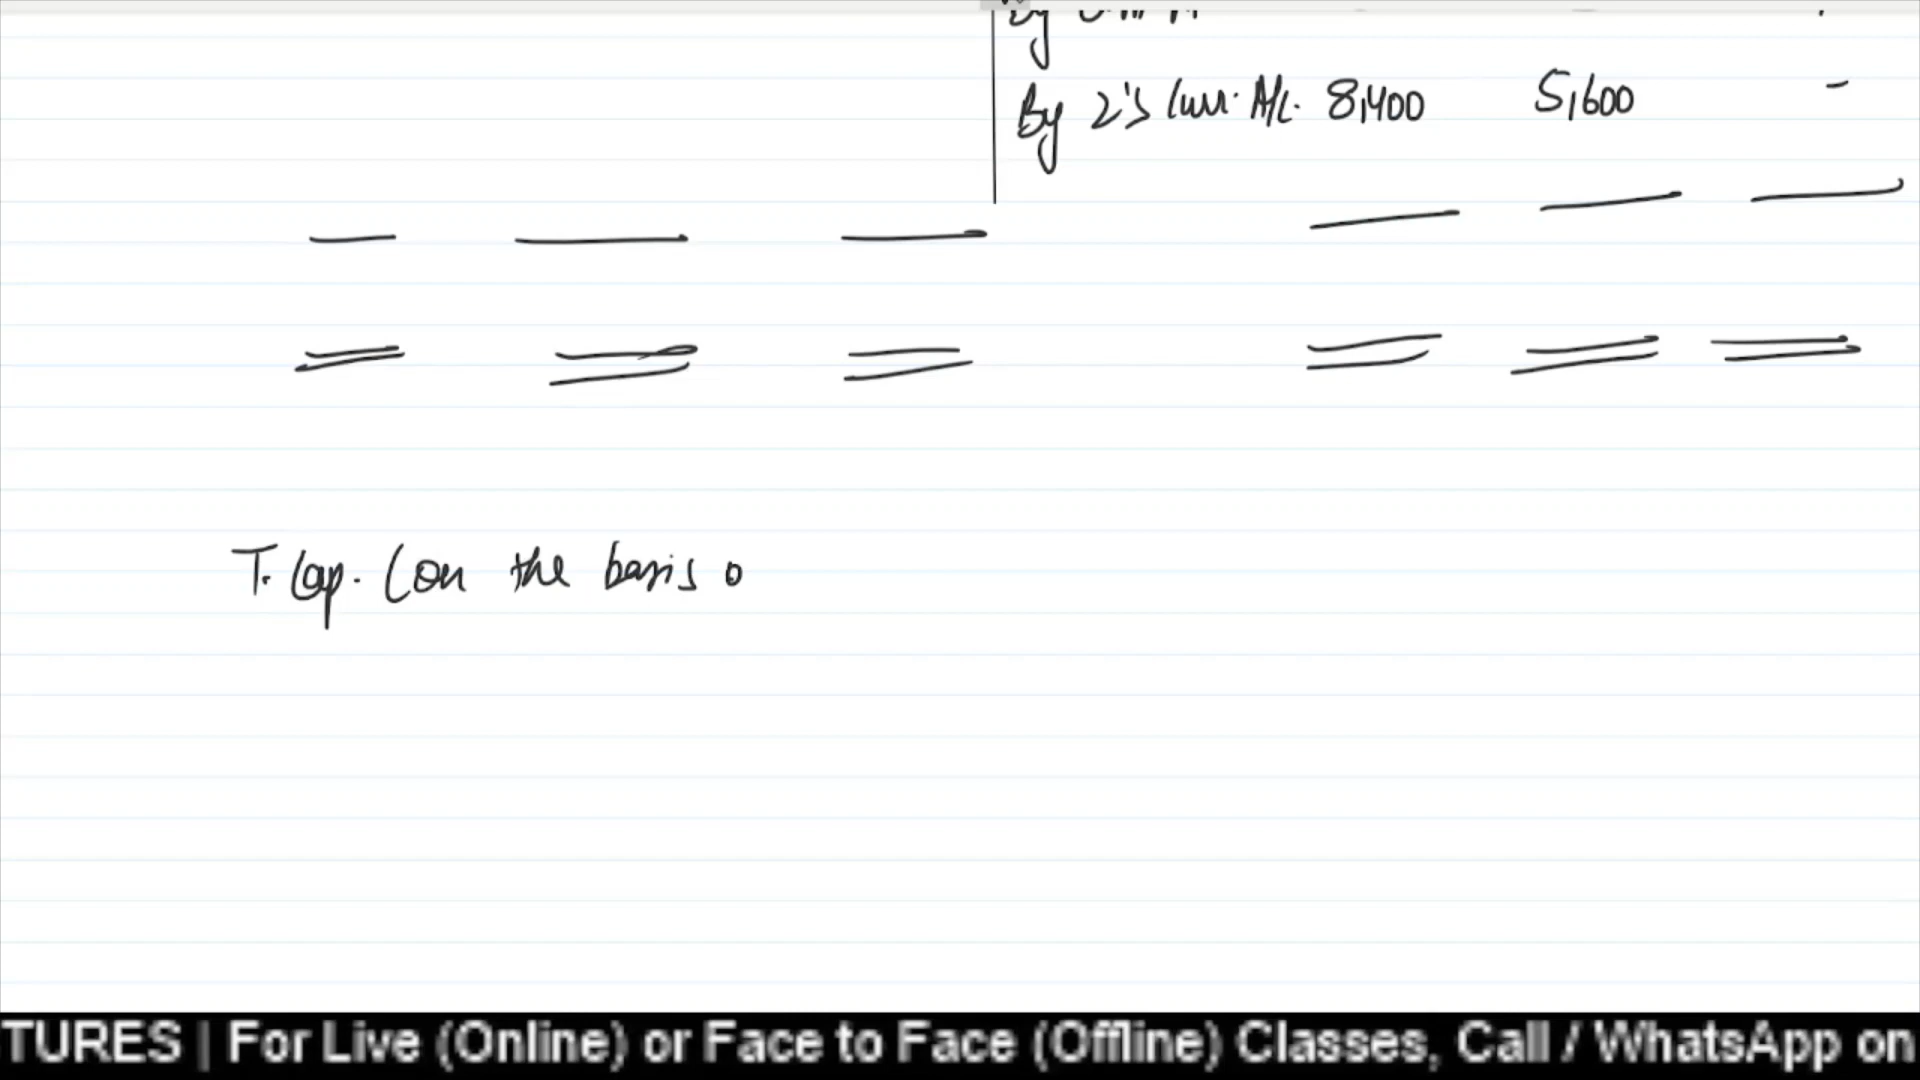 By
By Z's Curr. A/c. 8,400 5,600 -
T. Cap. (on the basis o
TURES | For Live (Online) or Face to Face (Offline) Classes, Call / WhatsApp on